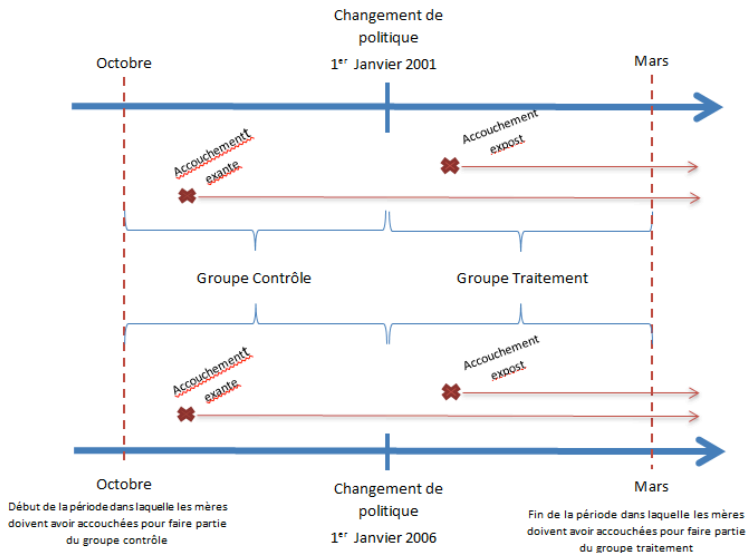 Changement de
politique
Octobre
1er Janvier 2001
Mars
Accouchementt
exante
Accouchement
expost
Groupe Contrôle
Groupe Traitement
Accouchementt
exante
Accouchement
expost
Octobre
Début de la période dans laquelle les mères
doivent avoir accouchées pour faire partie
du groupe contrôle
Changement de
politique
1er Janvier 2006
Mars
Fin de la période dans laquelle les mères
doivent avoir accouchées pour faire partie
du groupe traitement